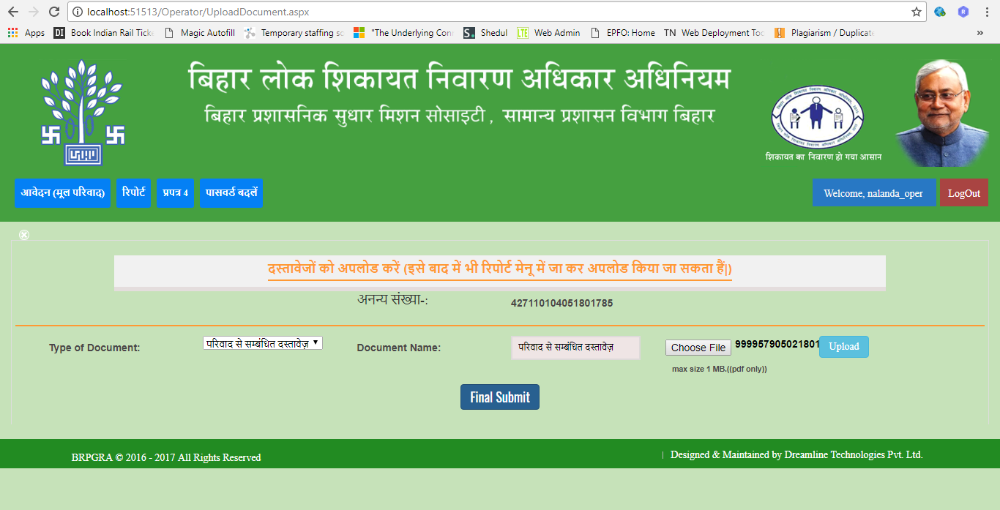 localhost:51513/Operator/UploadDocument.aspx
Apps Book Indian Rail Ticke Magic Autofill Temporary staffing so "The Underlying Con Shedul Web Admin EPFO: Home TN Web Deployment Too Plagiarism / Duplicate »
बिहार लोक शिकायत निवारण अधिकार अधिनियम
बिहार प्रशासनिक सुधार मिशन सोसाइटी , सामान्य प्रशासन विभाग बिहार
शिकायत का निवारण हो गया आसान
आवेदन (मूल परिवाद) रिपोर्ट प्रपत्र 4 पासवर्ड बदलें Welcome, nalanda_oper LogOut
दस्तावेजों को अपलोड करें (इसे बाद में भी रिपोर्ट मेनू में जा कर अपलोड किया जा सकता हैं|)
अनन्य संख्या-: 427110104051801785
Type of Document: परिवाद से सम्बंधित दस्तावेज़ Document Name: परिवाद से सम्बंधित दस्तावेज़ Choose File 999957905021801 Upload
max size 1 MB.((pdf only))
Final Submit
BRPGRA © 2016 - 2017 All Rights Reserved | Designed & Maintained by Dreamline Technologies Pvt. Ltd.